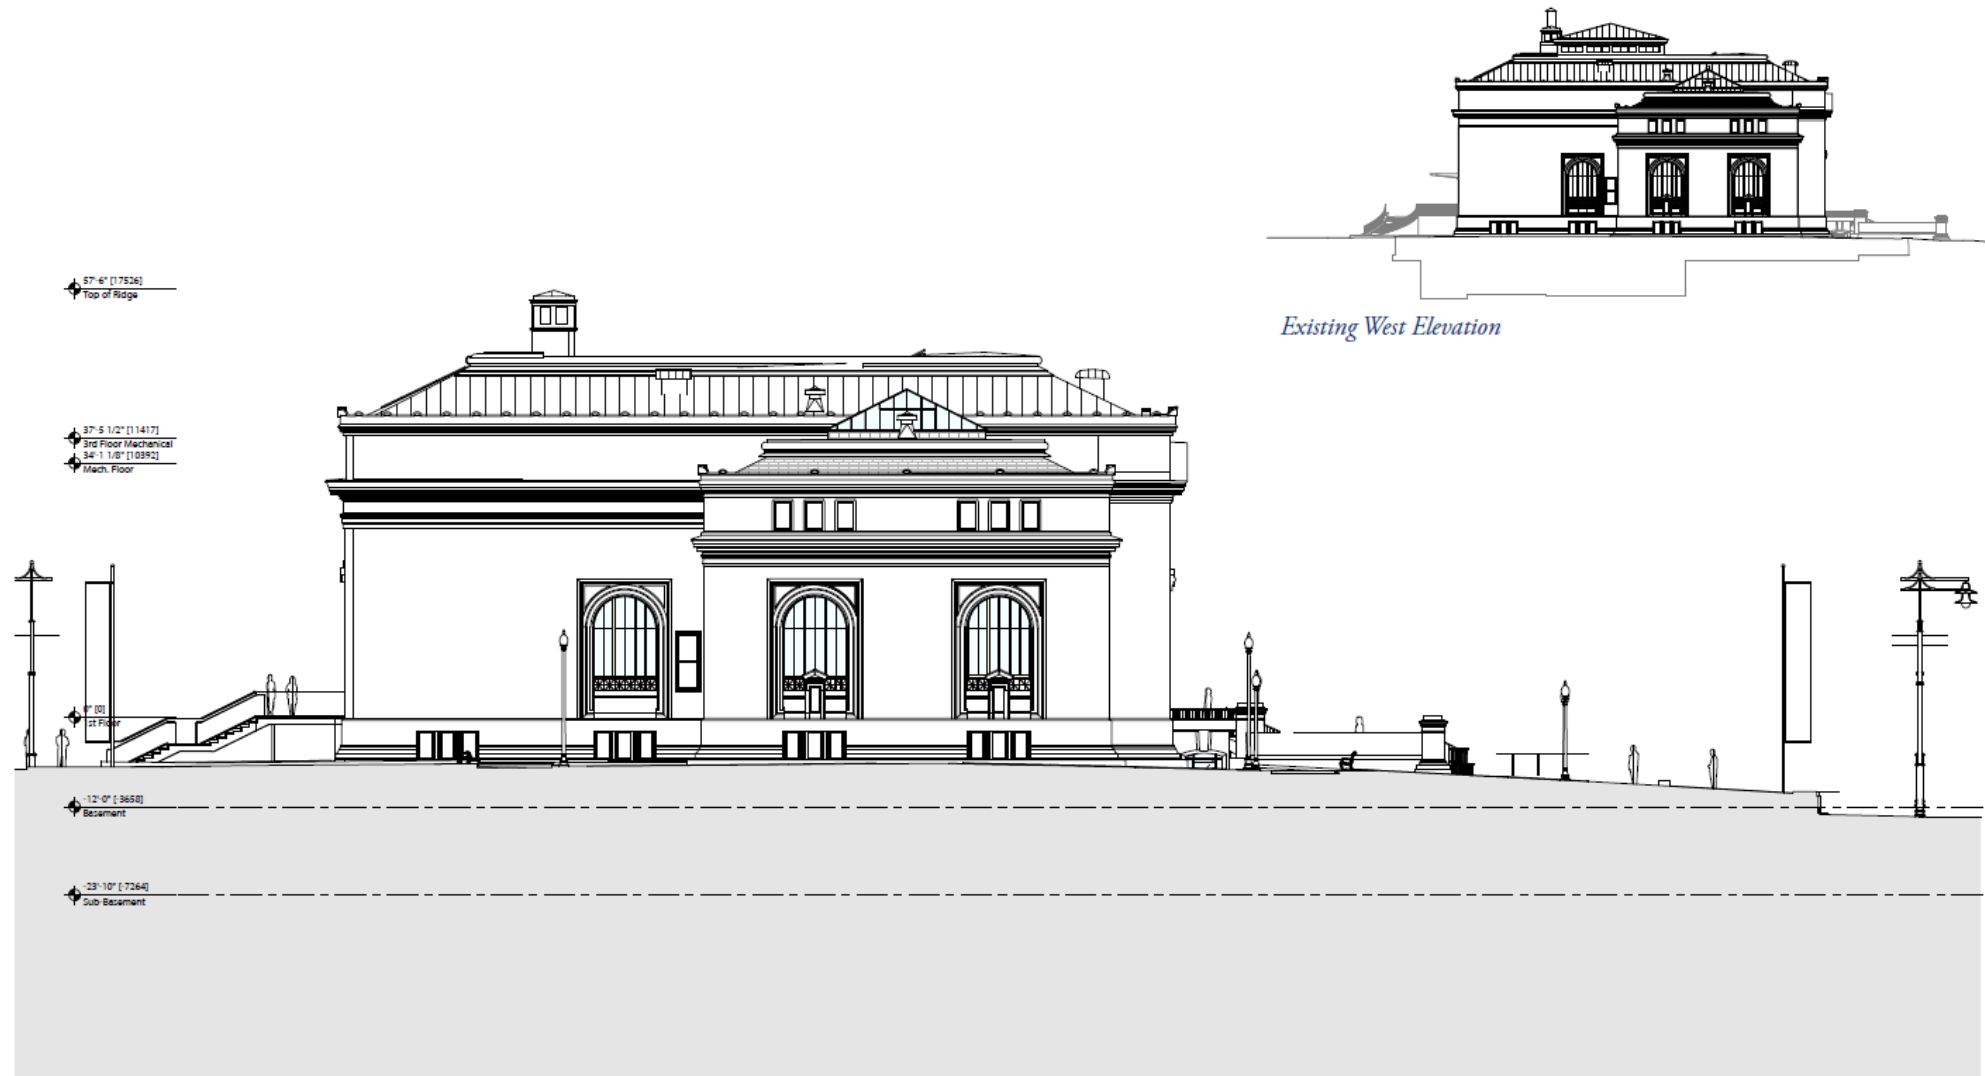 Existing West Elevation
57'-6" [17526]
Top of Ridge
37'-5 1/2" [11417]
3rd Floor Mechanical
34'-1 1/8" [10392]
Mech. Floor
0" [0]
1st Floor
-12'-0" [-3658]
Basement
-23'-10" [-7264]
Sub-Basement